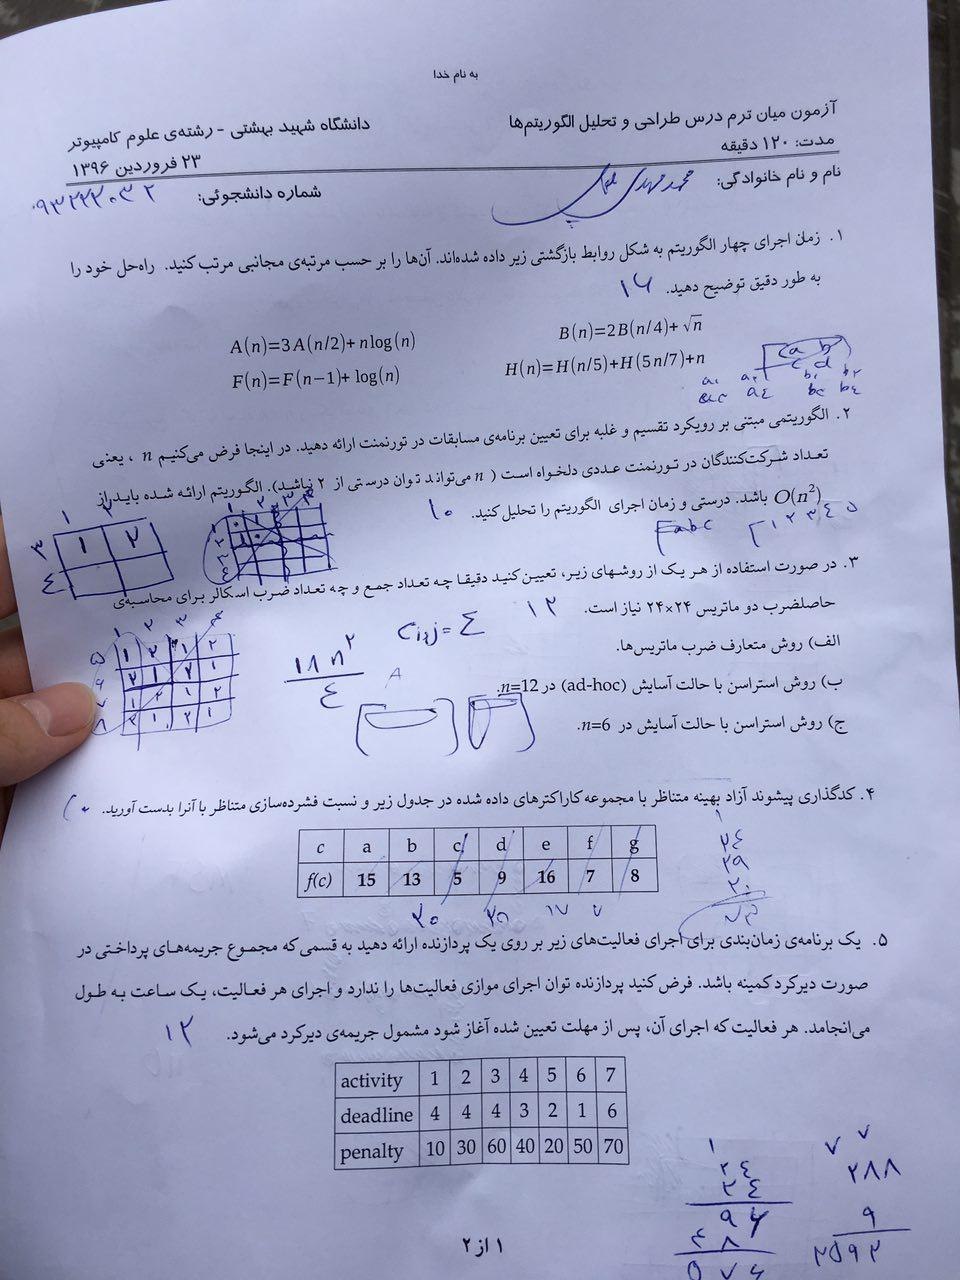 به نام خدا
آزمون میان ترم درس طراحی و تحلیل الگوریتم‌ها
دانشگاه شهید بهشتی - رشته‌ی علوم کامپیوتر
مدت: ۱۲۰ دقیقه
۲۳ فروردین ۱۳۹۶
نام و نام خانوادگی: محمد مهدی
شماره دانشجوئی: ۹۳۲۲۲۰۳۲
۱. زمان اجرای چهار الگوریتم به شکل روابط بازگشتی زیر داده شده‌اند. آن‌ها را بر حسب مرتبه‌ی مجانبی مرتب کنید. راه‌حل خود را
به طور دقیق توضیح دهید.
A(n)=3A(n/2)+nlog(n)
B(n)=2B(n/4)+√n
F(n)=F(n−1)+log(n)
H(n)=H(n/5)+H(5n/7)+n
۲. الگوریتمی مبتنی بر رویکرد تقسیم و غلبه برای تعیین برنامه‌ی مسابقات در تورنمنت ارائه دهید. در اینجا فرض می‌کنیم n ، یعنی
تعداد شرکت‌کنندگان در تورنمنت عددی دلخواه است ( n می‌تواند توان درستی از ۲ نباشد). الگوریتم ارائه شده باید از
O(n²) باشد. درستی و زمان اجرای الگوریتم را تحلیل کنید. ۱۰
۳. در صورت استفاده از هر یک از روشهای زیر، تعیین کنید دقیقا چه تعداد جمع و چه تعداد ضرب اسکالر برای محاسبه‌ی
حاصلضرب دو ماتریس ۲۴×۲۴ نیاز است. ۱۲
الف) روش متعارف ضرب ماتریس‌ها.
ب) روش استراسن با حالت آسایش (ad-hoc) در n=12.
ج) روش استراسن با حالت آسایش در n=6.
۱۸ n²
۴
A
۴. کدگذاری پیشوند آزاد بهینه متناظر با مجموعه کاراکترهای داده شده در جدول زیر و نسبت فشرده‌سازی متناظر با آنرا بدست آورید.
c a b c d e f g
f(c) 15 13 5 9 16 7 8
۵. یک برنامه‌ی زمان‌بندی برای اجرای فعالیت‌های زیر بر روی یک پردازنده ارائه دهید به قسمی که مجموع جریمه‌های پرداختی در
صورت دیرکرد کمینه باشد. فرض کنید پردازنده توان اجرای موازی فعالیت‌ها را ندارد و اجرای هر فعالیت، یک ساعت به طول
می‌انجامد. هر فعالیت که اجرای آن، پس از مهلت تعیین شده آغاز شود مشمول جریمه‌ی دیرکرد می‌شود. ۱۲
activity 1 2 3 4 5 6 7
deadline 4 4 4 3 2 1 6
penalty 10 30 60 40 20 50 70
۲۸۸
۹
۲۵۹۲
۱ از ۲